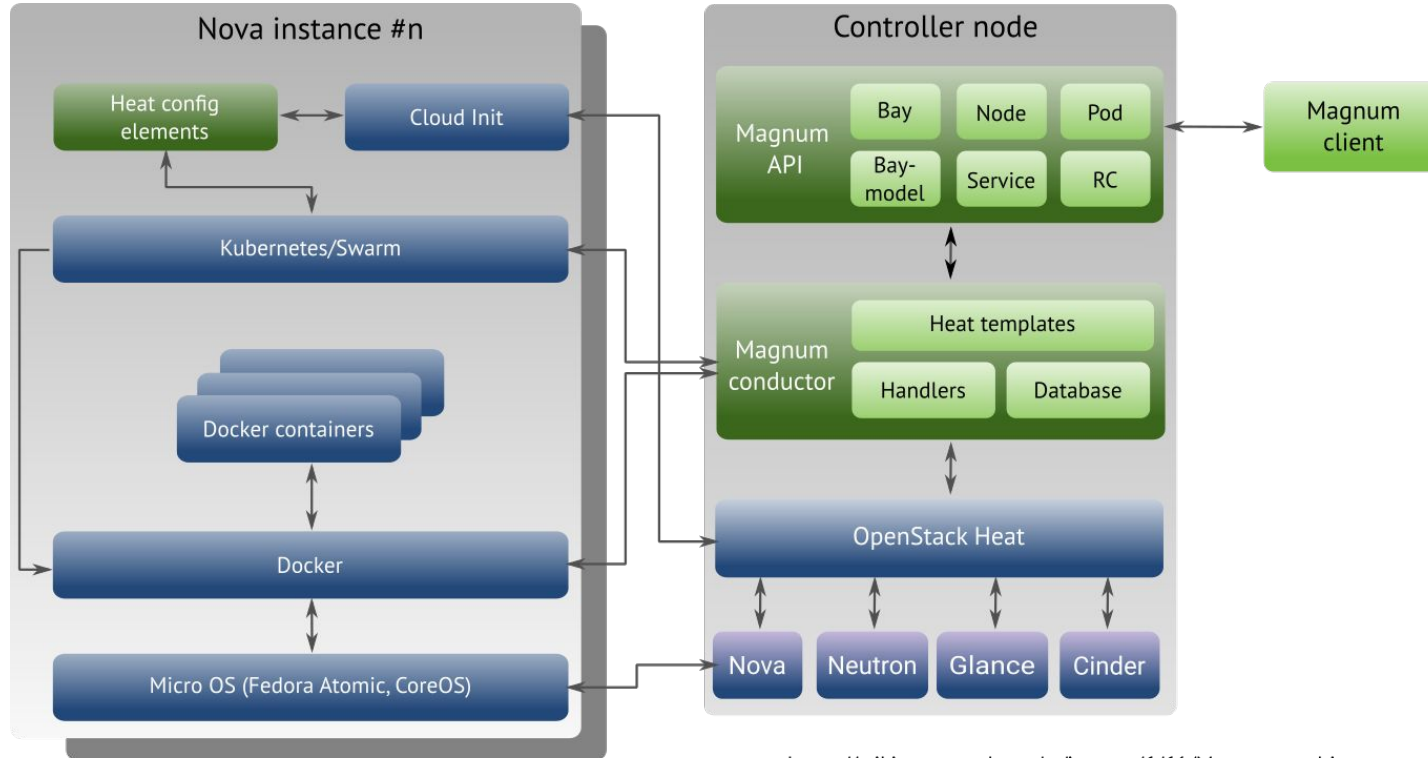 Nova instance #n
Heat config
elements
Cloud Init
Kubernetes/Swarm
Docker containers
Docker
Micro OS (Fedora Atomic, CoreOS)
Controller node
Magnum
API
Bay
Node
Pod
Bay-
model
Service
RC
Magnum
conductor
Heat templates
Handlers
Database
OpenStack Heat
Nova
Neutron
Glance
Cinder
Magnum
client